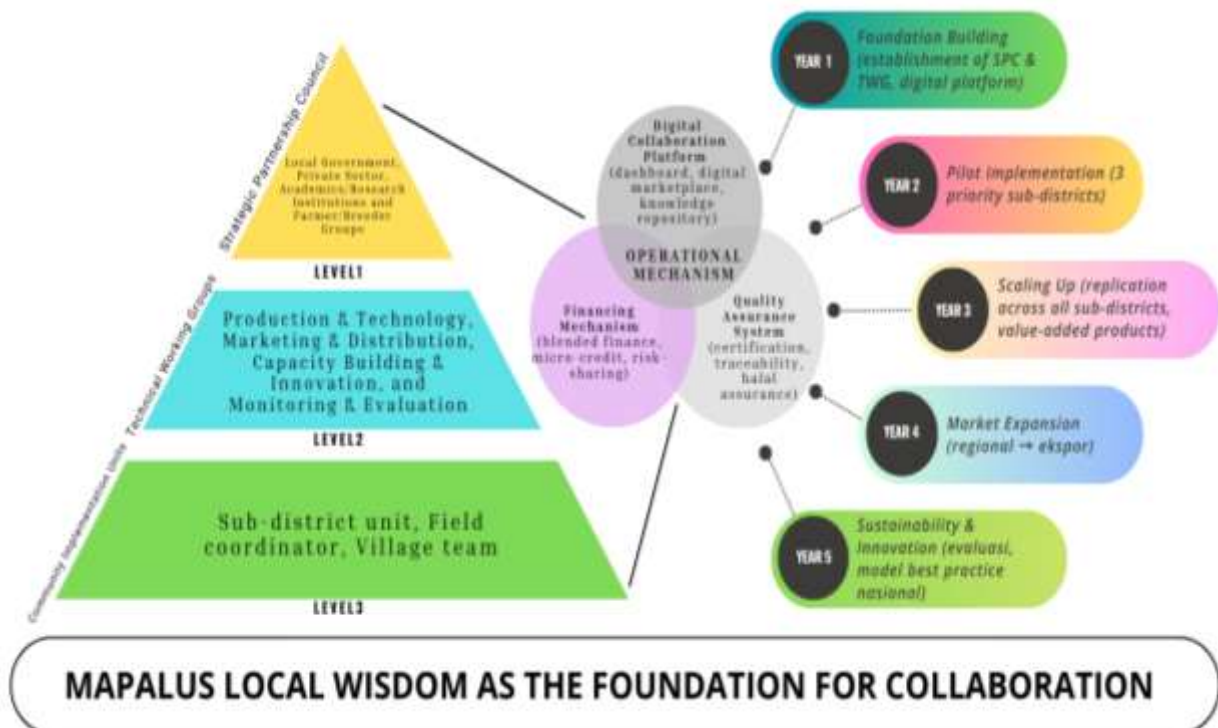 Strategic Partnership Council
Local Government,
Private Sector,
Academics/Research
Institutions and
Farmer/Breeder
Groups
LEVEL1
Technical Working Groups
Production & Technology,
Marketing & Distribution,
Capacity Building &
Innovation, and
Monitoring & Evaluation
LEVEL2
Community Implementation Units
Sub-district unit, Field
coordinator, Village team
LEVEL3
Digital
Collaboration
Platform
(dashboard, digital
marketplace,
knowledge
repository)
OPERATIONAL
MECHANISM
Financing
Mechanism
(blended finance,
micro-credit, risk-
sharing)
Quality
Assurance
System
(certification,
traceability,
halal
assurance)
YEAR 1
Foundation Building
(establishment of SPC &
TWG, digital platform)
YEAR 2
Pilot Implementation (3
priority sub-districts)
YEAR 3
Scaling Up (replication
across all sub-districts,
value-added products)
YEAR 4
Market Expansion
(regional → ekspor)
YEAR 5
Sustainability &
Innovation (evaluasi,
model best practice
nasional)
MAPALUS LOCAL WISDOM AS THE FOUNDATION FOR COLLABORATION